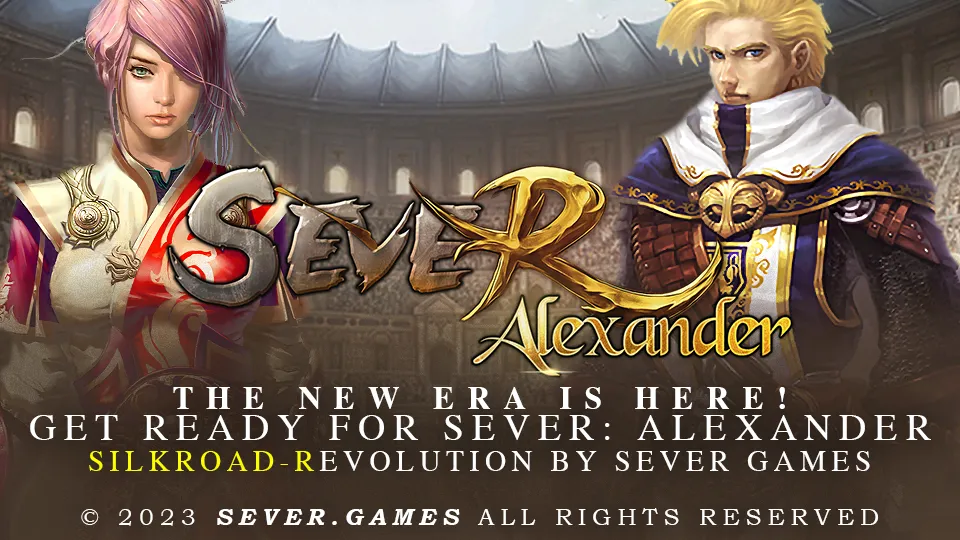 SEVER
Alexander
THE NEW ERA IS HERE!
GET READY FOR SEVER: ALEXANDER
SILKROAD-REVOLUTION BY SEVER GAMES
© 2023 SEVER.GAMES ALL RIGHTS RESERVED